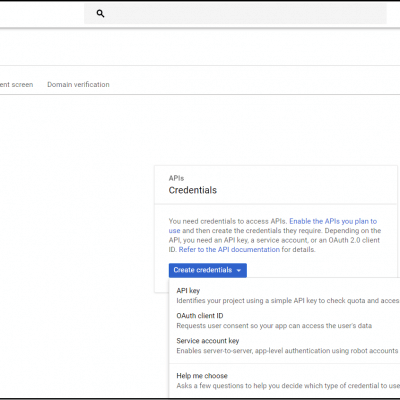 ent screen Domain verification
APIs
Credentials
You need credentials to access APIs. Enable the APIs you plan to
use and then create the credentials they require. Depending on the
API, you need an API key, a service account, or an OAuth 2.0 client
ID. Refer to the API documentation for details.
Create credentials
API key
Identifies your project using a simple API key to check quota and acces
OAuth client ID
Requests user consent so your app can access the user's data
Service account key
Enables server-to-server, app-level authentication using robot accounts
Help me choose
Asks a few questions to help you decide which type of credential to use